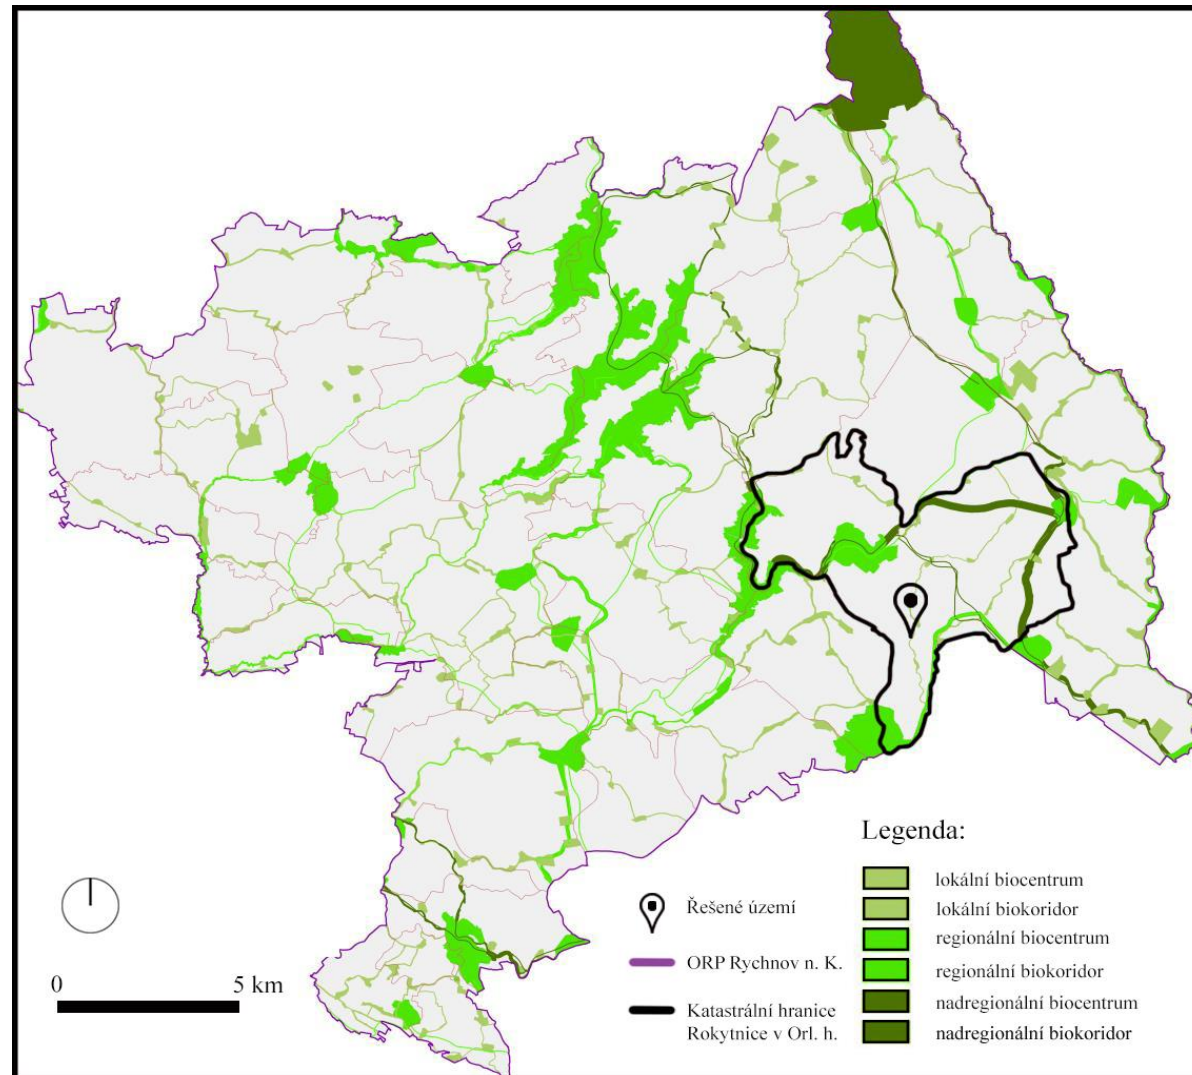 Legenda:
lokální biocentrum
lokální biokoridor
regionální biocentrum
regionální biokoridor
nadregionální biocentrum
nadregionální biokoridor
Řešené území
ORP Rychnov n. K.
Katastrální hranice
Rokytnice v Orl. h.
0 5 km